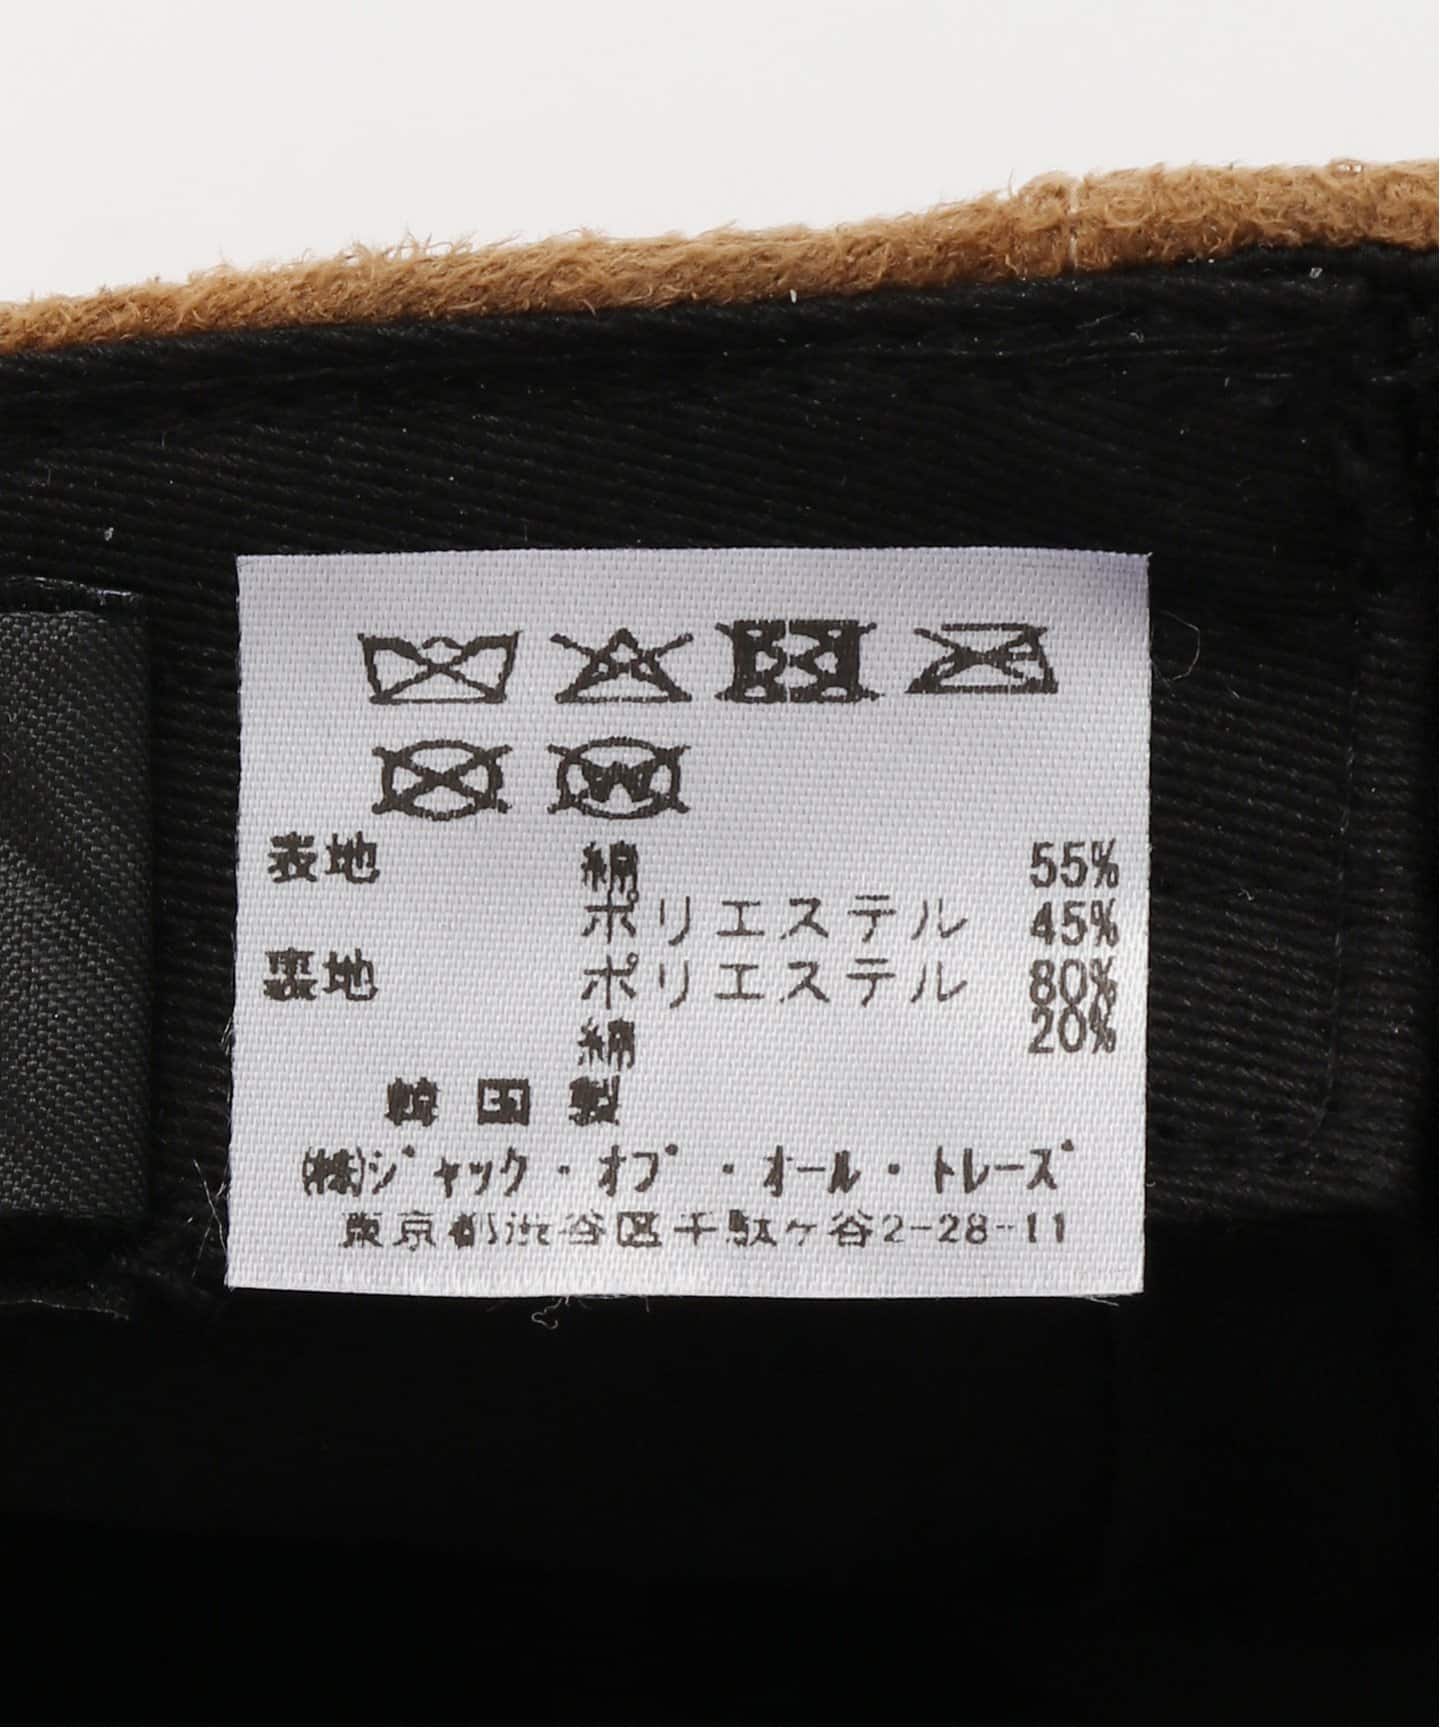 表地 綿 55%
ポリエステル 45%
裏地 ポリエステル 80%
綿 20%
韓国製
㈱ジャック・オブ・オール・トレーズ
東京都渋谷区千駄ケ谷2-28-11